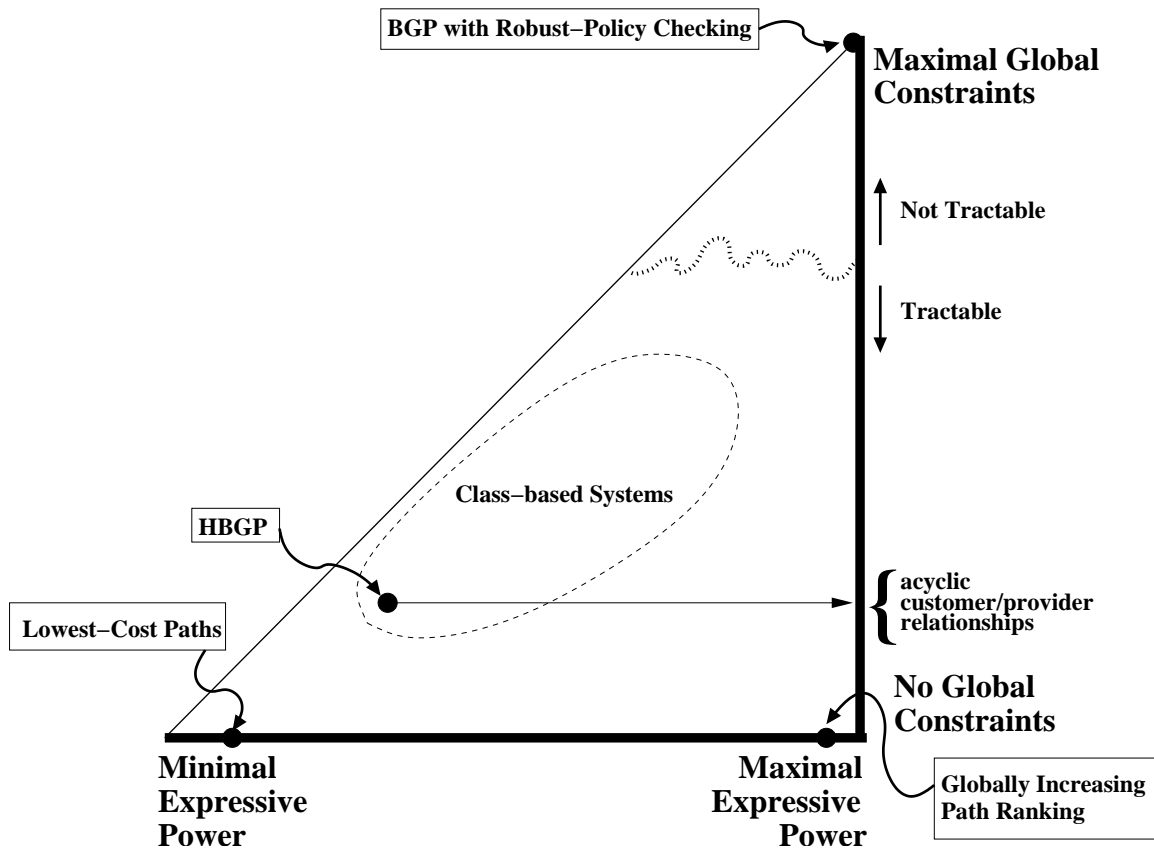 BGP with Robust−Policy Checking
Maximal Global
Constraints
Not Tractable
Tractable
Class−based Systems
HBGP
acyclic
customer/provider
relationships
Lowest−Cost Paths
No Global
Constraints
Minimal
Expressive
Power
Maximal
Expressive
Power
Globally Increasing
Path Ranking